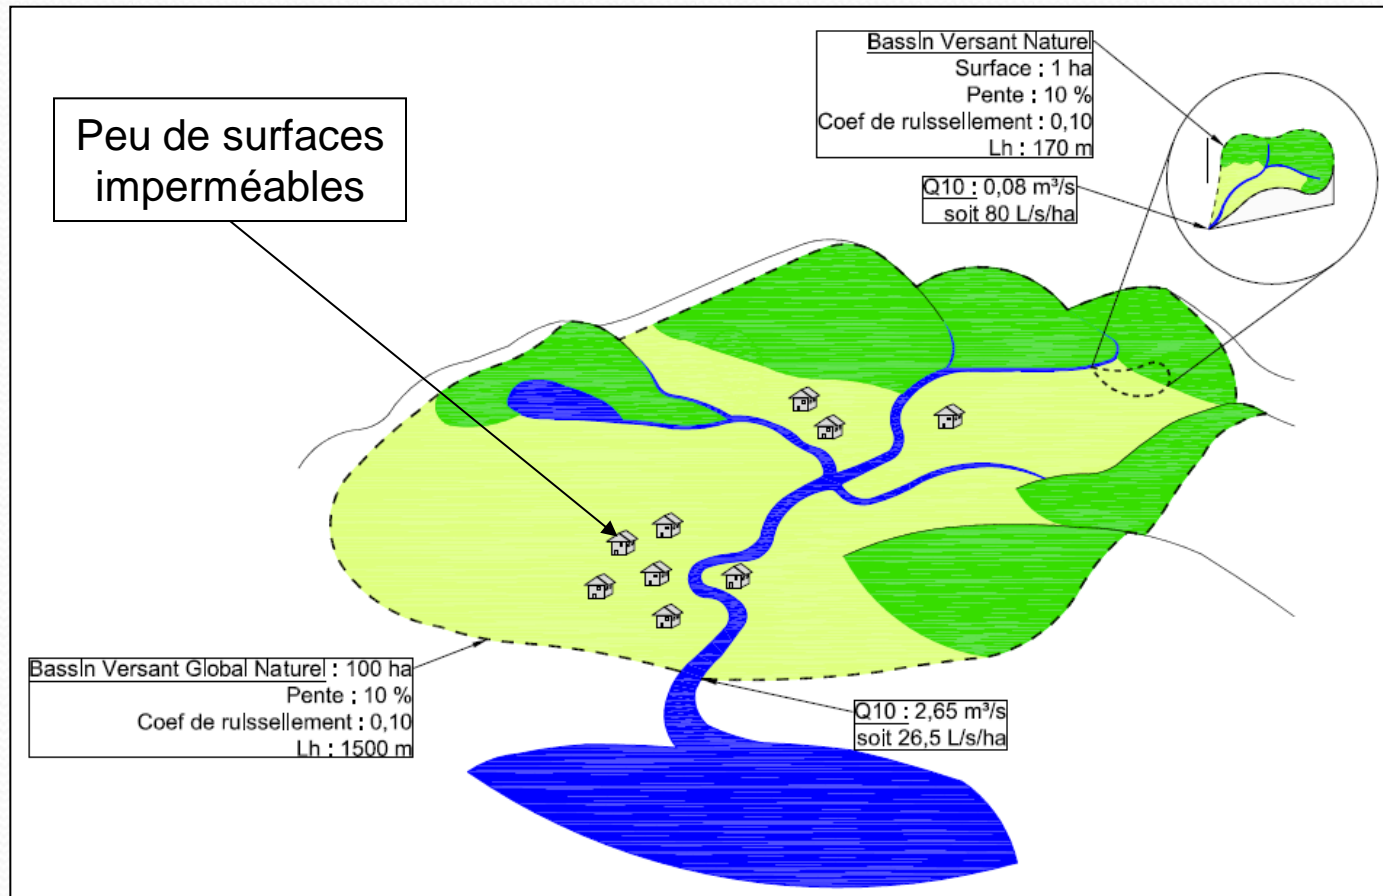 Bassin Versant Naturel
Surface : 1 ha
Pente : 10 %
Coef de ruissellement : 0,10
Lh : 170 m
Peu de surfaces
imperméables
Q10 : 0,08 m³/s
soit 80 L/s/ha
Bassin Versant Global Naturel : 100 ha
Pente : 10 %
Coef de ruissellement : 0,10
Lh : 1500 m
Q10 : 2,65 m³/s
soit 26,5 L/s/ha